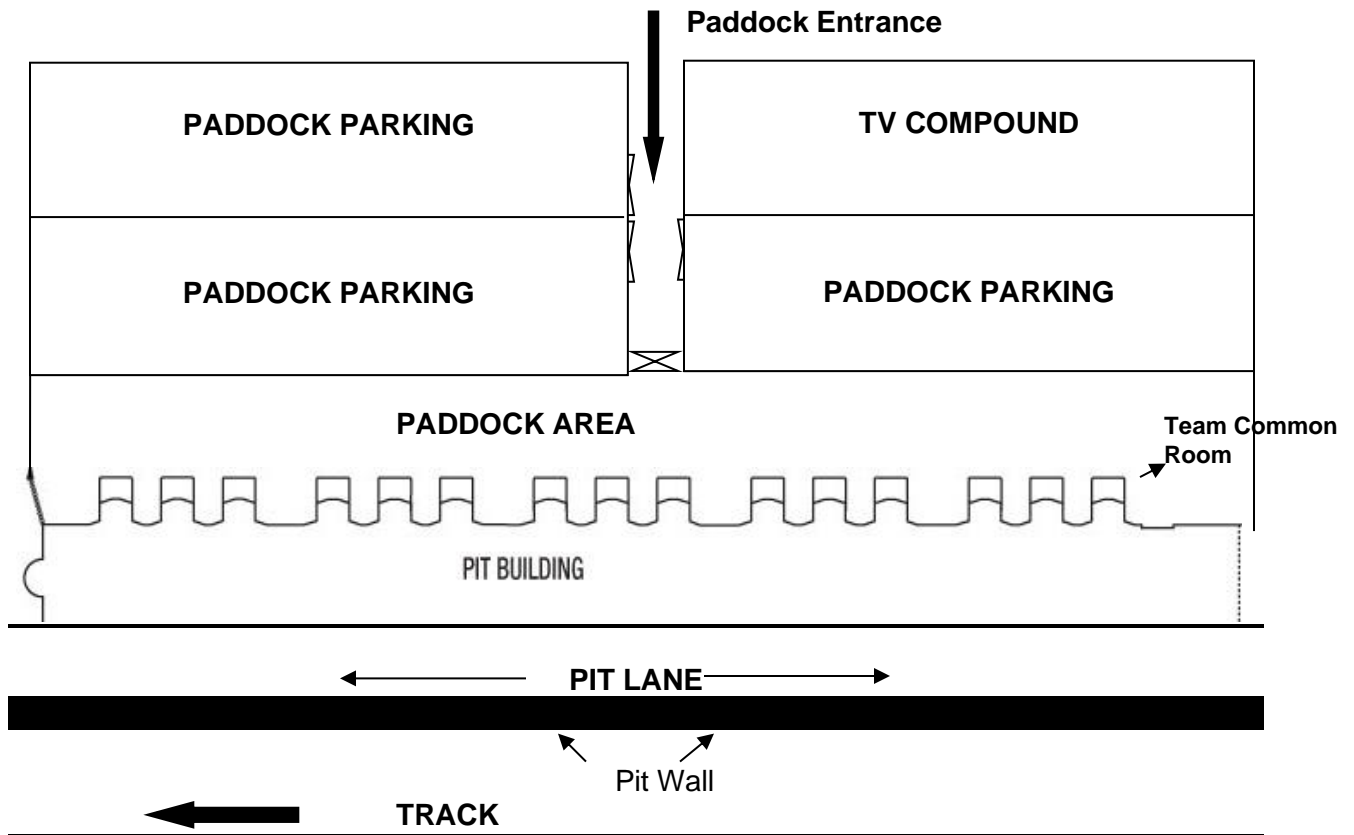 Paddock Entrance
PADDOCK PARKING
TV COMPOUND
PADDOCK PARKING
PADDOCK PARKING
PADDOCK AREA
Team Common
Room
PIT BUILDING
PIT LANE
Pit Wall
TRACK